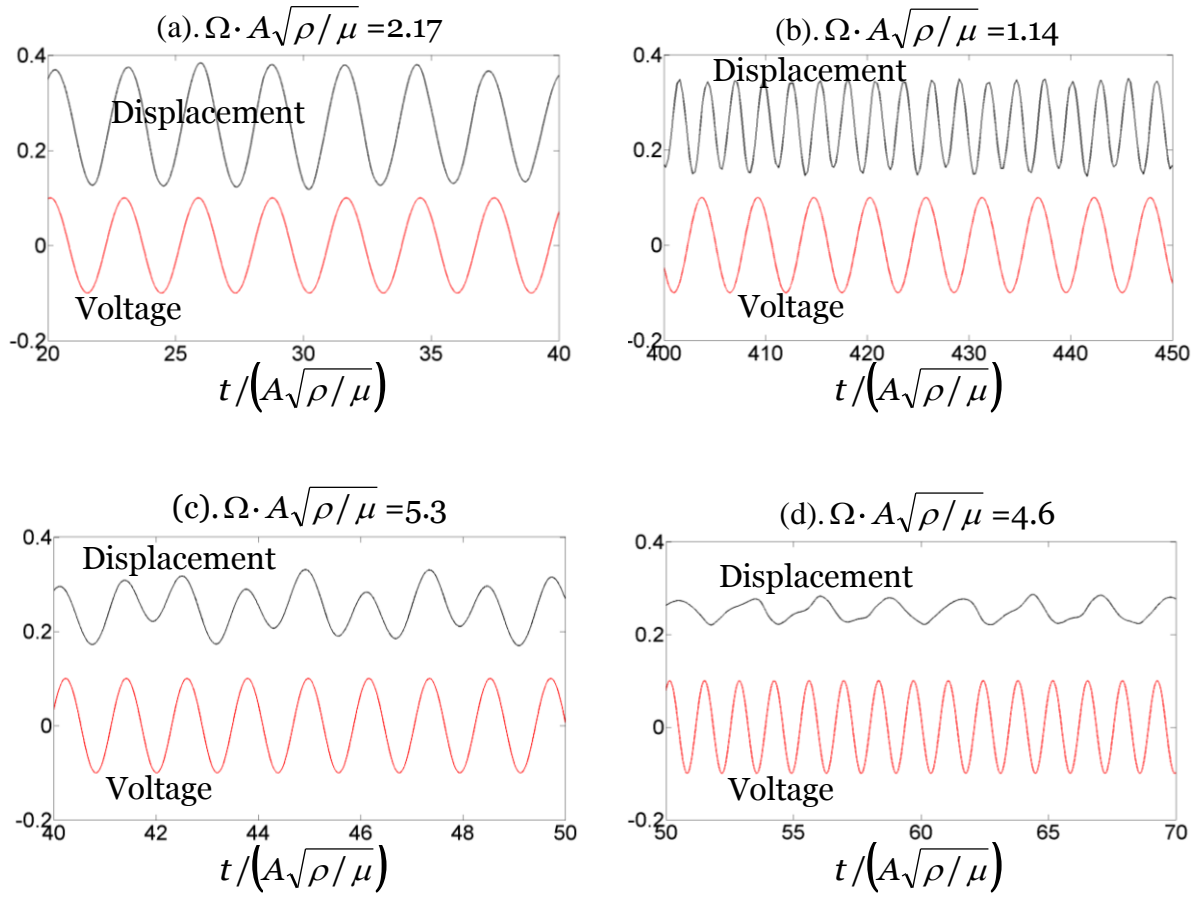 (a). Ω· A√ρ/μ =2.17
0.4
Displacement
0.2
0
Voltage
-0.2
20 25 30 35 40
t/(A√ρ/μ)
(b). Ω· A√ρ/μ =1.14
0.4
Displacement
0.2
0
Voltage
-0.2
400 410 420 430 440 450
t/(A√ρ/μ)
(c). Ω· A√ρ/μ =5.3
0.4
Displacement
0.2
0
Voltage
-0.2
40 42 44 46 48 50
t/(A√ρ/μ)
(d). Ω· A√ρ/μ =4.6
0.4
Displacement
0.2
0
Voltage
-0.2
50 55 60 65 70
t/(A√ρ/μ)